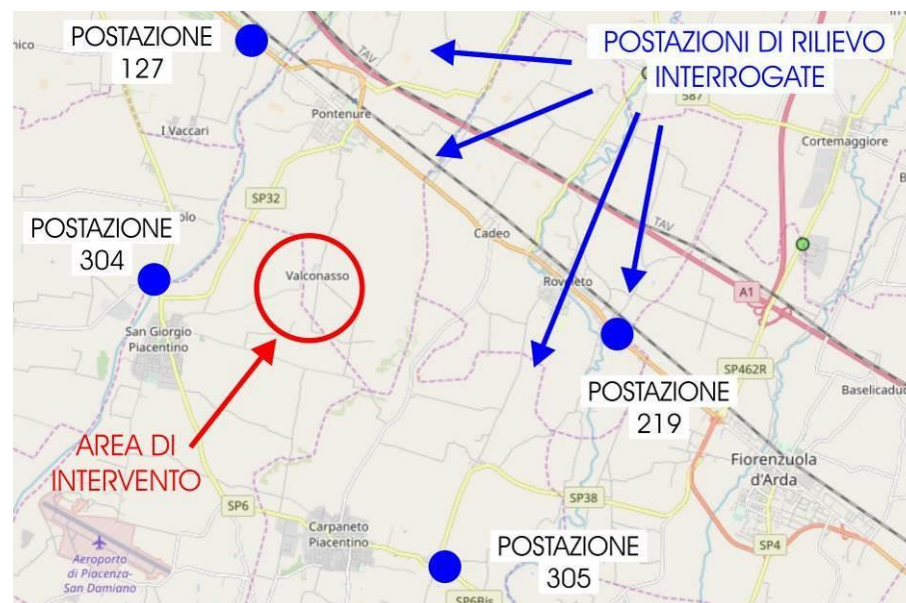 POSTAZIONE
127
POSTAZIONI DI RILIEVO
INTERROGATE
TAV
587
Pontenure
I Vaccari
Cortemaggiore
SP32
POSTAZIONE
304
Cadeo
TAV
Valconasso
Roveleto
A1
San Giorgio
Piacentino
SP462R
POSTAZIONE
219
Baselicaduc
AREA DI
INTERVENTO
Fiorenzuola
d'Arda
SP6
SP38
Carpaneto
Piacentino
SP4
Aeroporto
di Piacenza-
San Damiano
POSTAZIONE
305
SP6Bis